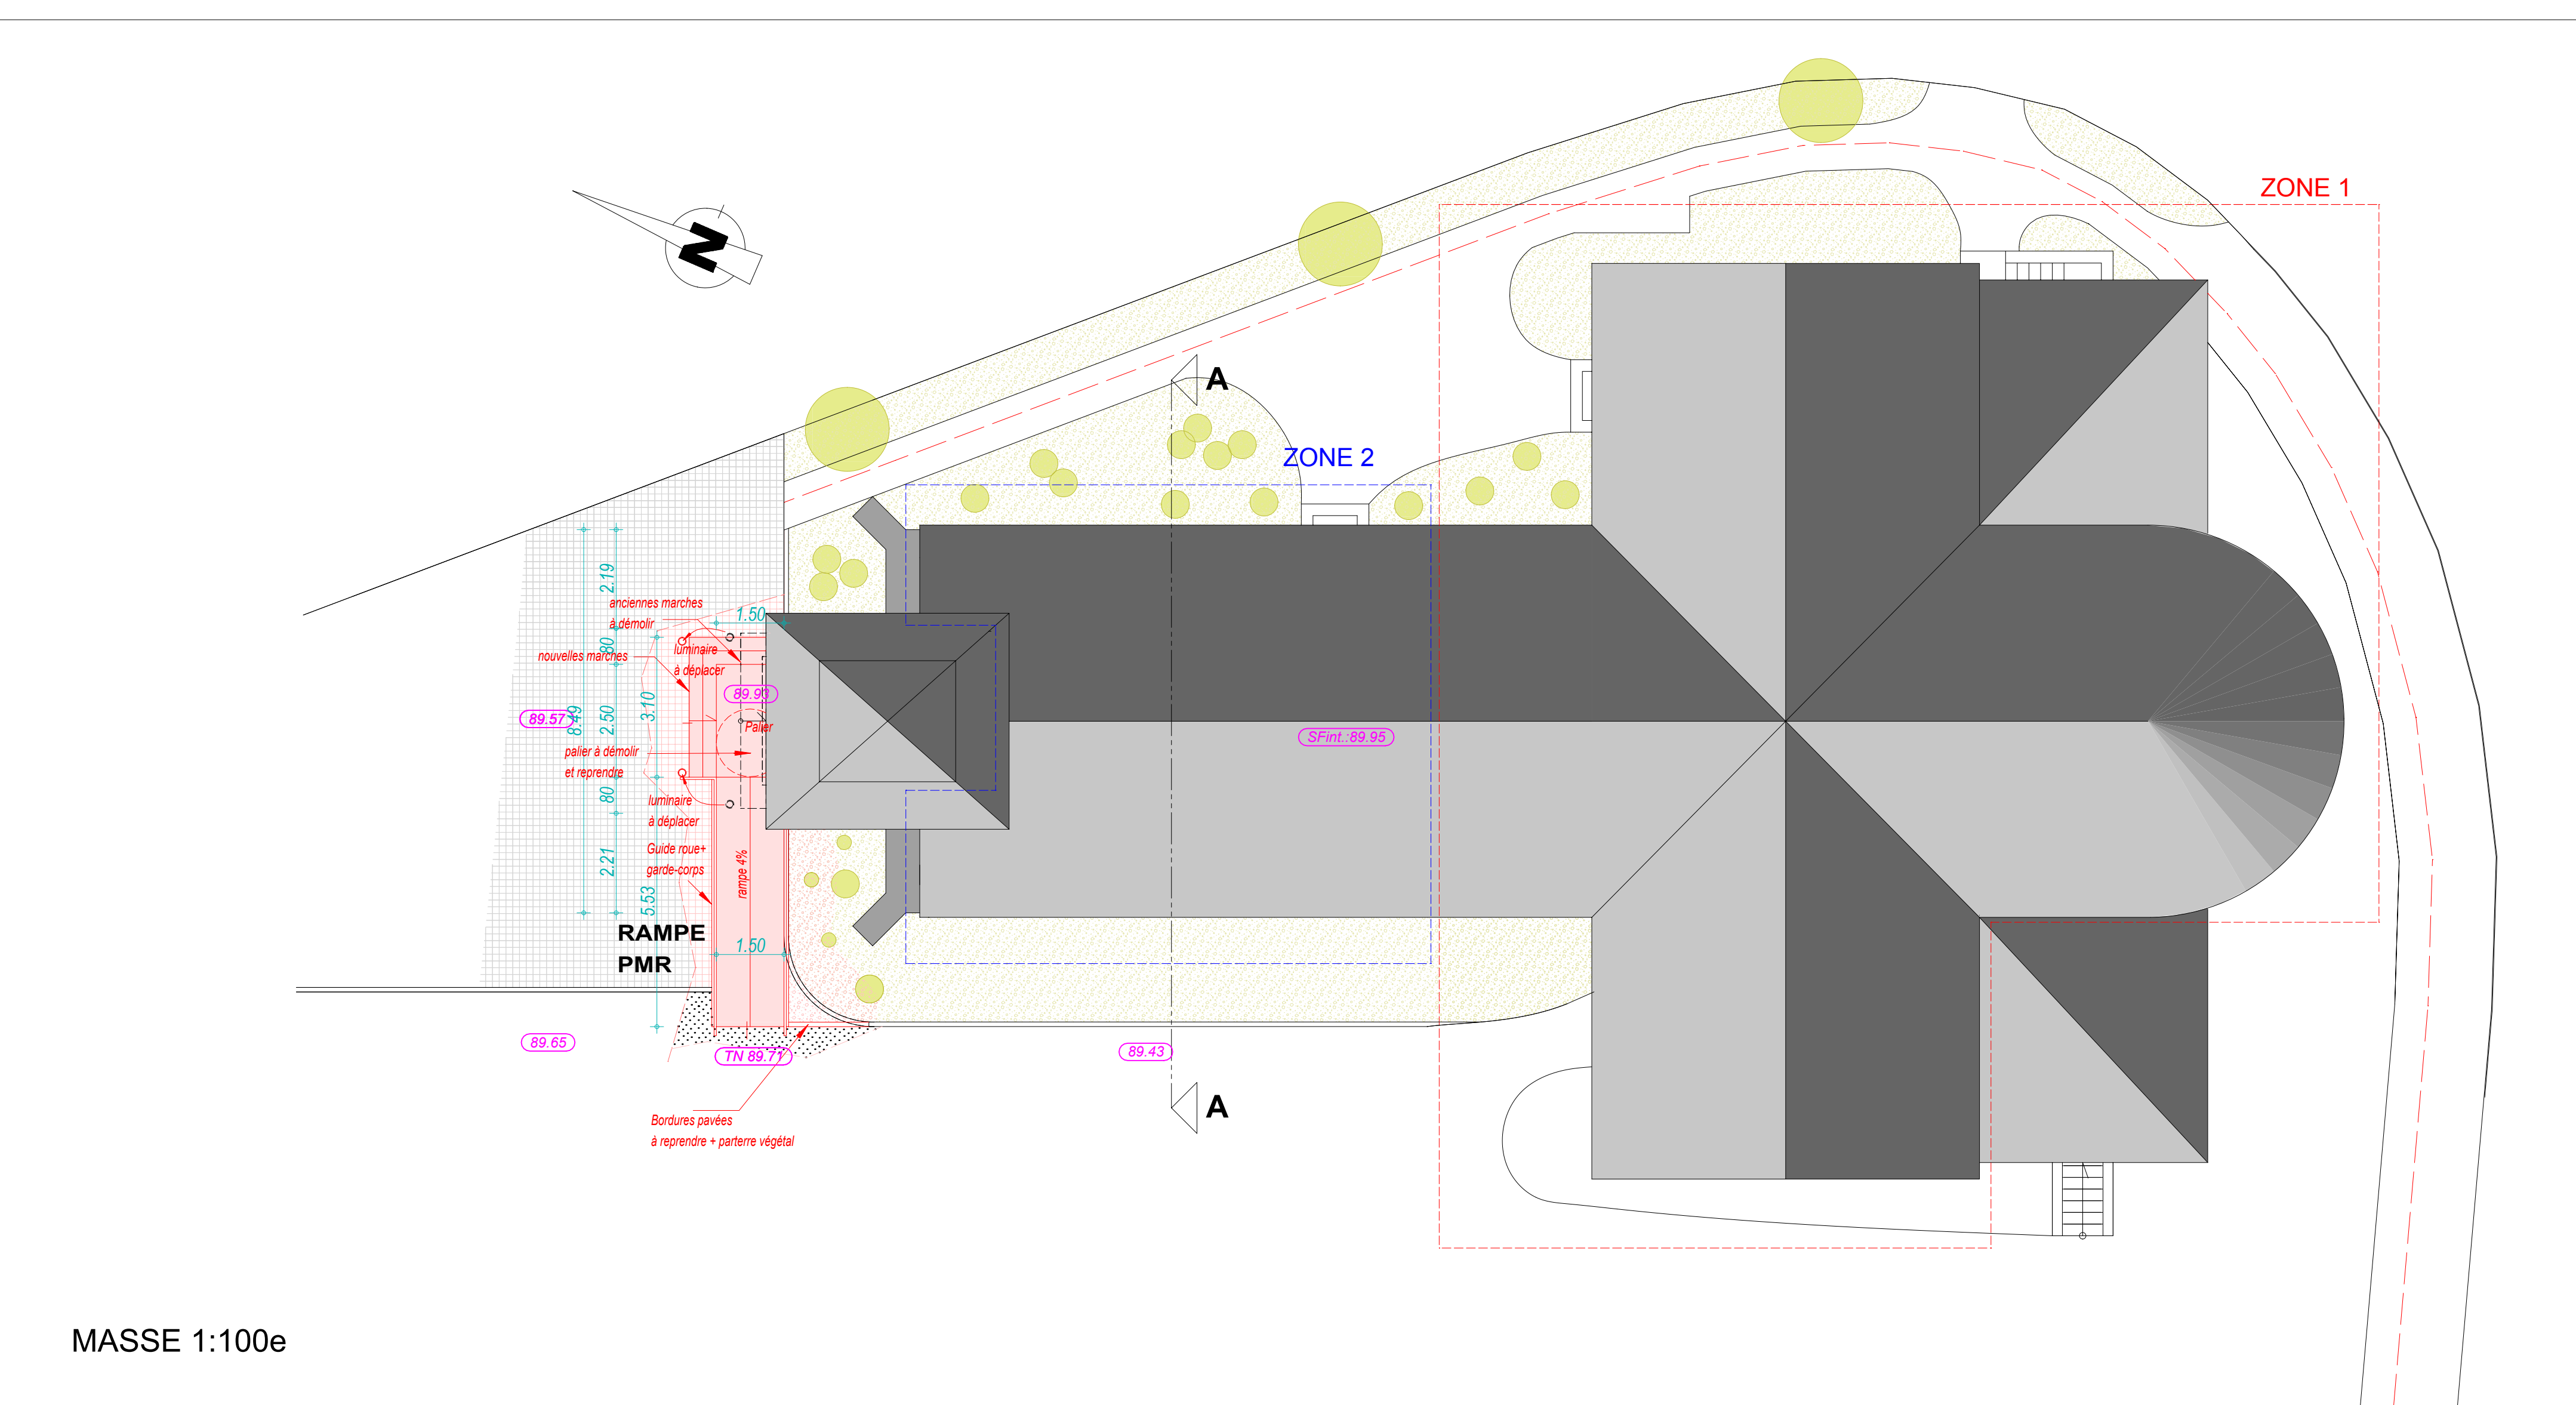 ZONE 1
N
A
ZONE 2
2.19
anciennes marches
à démolir
1.50
80
luminaire
à déplacer
nouvelles marches
89.93
3.10
2.50
8.49
89.57
Palier
SFint.:89.95
palier à démolir
et reprendre
80
luminaire
à déplacer
Guide roue+
garde-corps
rampe 4%
2.21
5.53
RAMPE
PMR
1.50
89.65
TN 89.71
89.43
A
Bordures pavées
à reprendre + parterre végétal
MASSE 1:100e